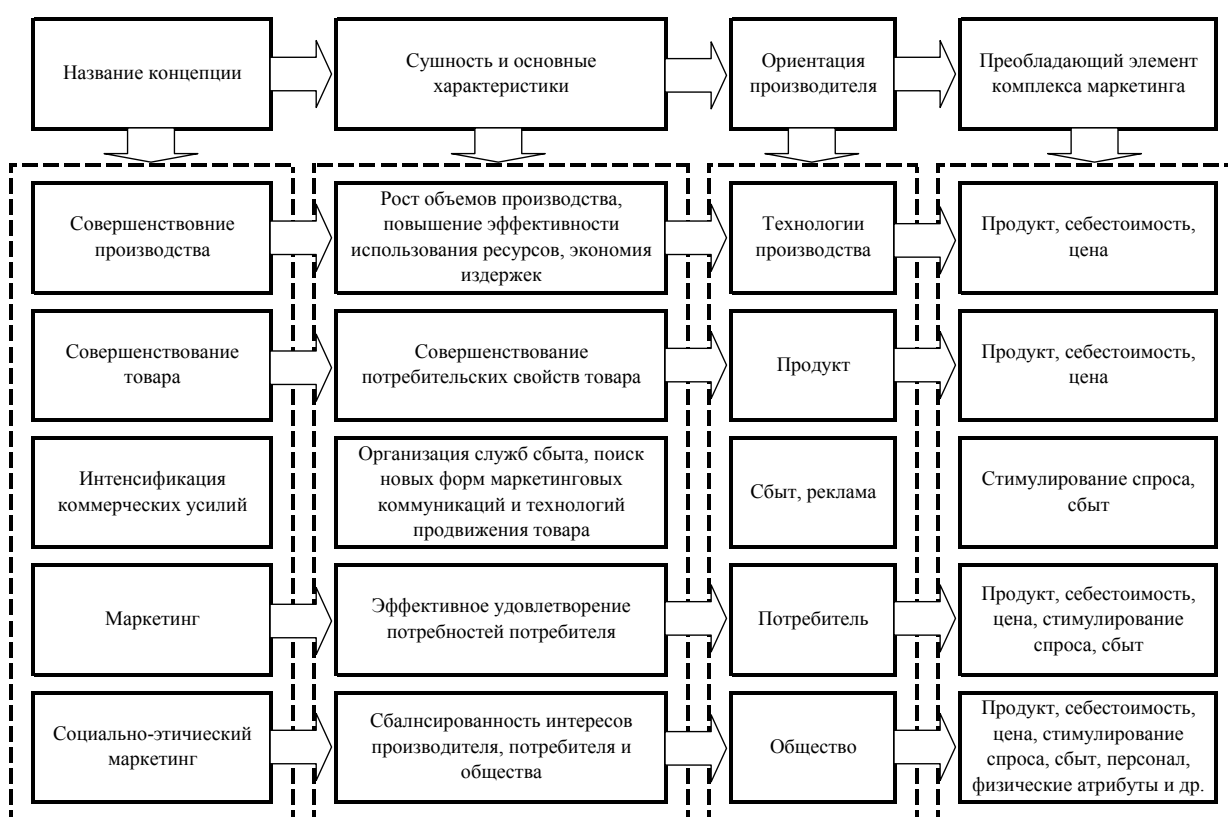 Название концепции
Сушность и основные
характеристики
Ориентация
производителя
Преобладающий элемент
комплекса маркетинга
Совершенствовние
производства
Рост объемов производства,
повышение эффективности
использования ресурсов, экономия
издержек
Технологии
производства
Продукт, себестоимость,
цена
Совершенствование
товара
Совершенствование
потребительских свойств товара
Продукт
Продукт, себестоимость,
цена
Интенсификация
коммерческих усилий
Организация служб сбыта, поиск
новых форм маркетинговых
коммуникаций и технологий
продвижения товара
Сбыт, реклама
Стимулирование спроса,
сбыт
Маркетинг
Эффективное удовлетворение
потребностей потребителя
Потребитель
Продукт, себестоимость,
цена, стимулирование
спроса, сбыт
Социально-этичиеский
маркетинг
Сбалнсированность интересов
производителя, потребителя и
общества
Общество
Продукт, себестоимость,
цена, стимулирование
спроса, сбыт, персонал,
физические атрибуты и др.